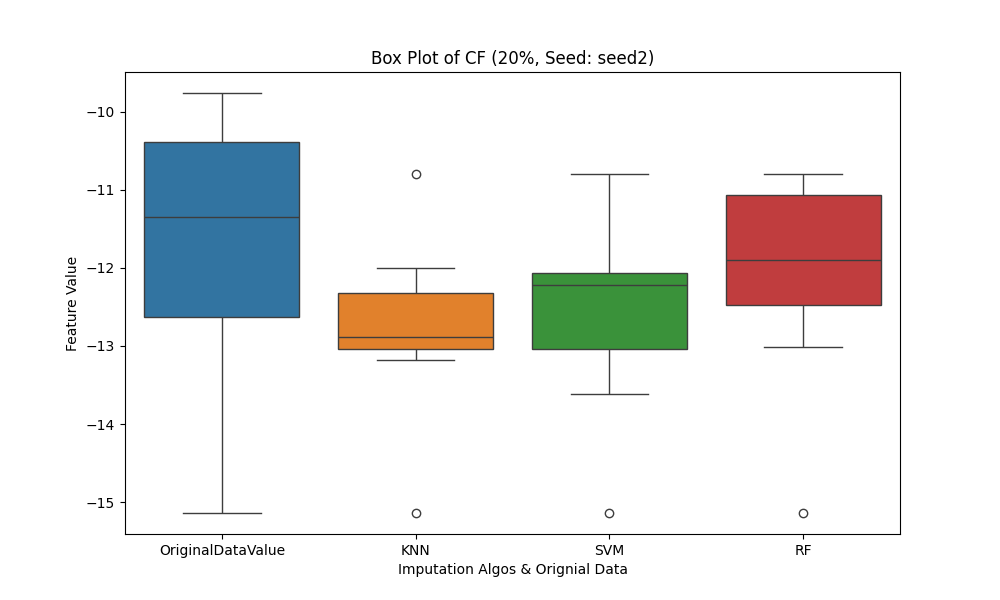 Box Plot of CF (20%, Seed: seed2)
Feature Value
−10
−11
−12
−13
−14
−15
OriginalDataValue
KNN
SVM
RF
Imputation Algos & Orignial Data